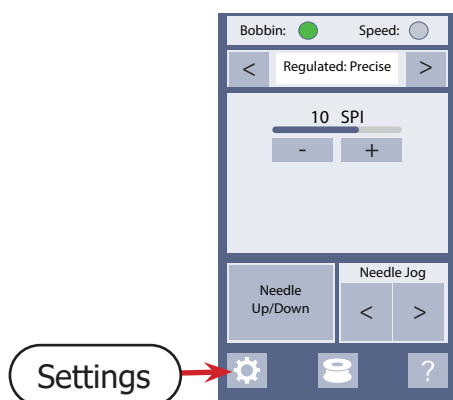 Bobbin: Speed:
< Regulated: Precise >
10 SPI
- +
Needle Jog
Needle
Up/Down
< >
Settings
?